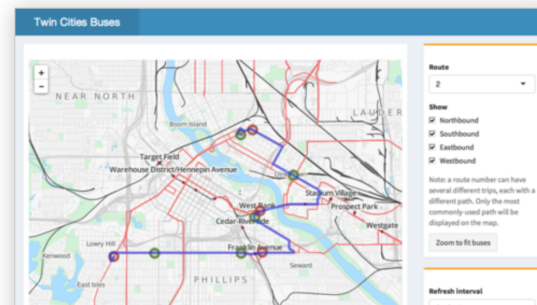 Twin Cities Buses
+
-
NEAR NORTH
Boom Island
LAUDER
Target Field
Warehouse District/Hennepin Avenue
Stadium Village
West Bank
Prospect Park
Cedar-Riverside
Westgate
Lowry Hill
Franklin Avenue
Kenwood
Seward
East Isles
PHILLIPS
Route
2
Show
Northbound
Southbound
Eastbound
Westbound
Note: a route number can have
several different trips, each with a
different path. Only the most
commonly-used path will be
displayed on the map.
Zoom to fit buses
Refresh interval